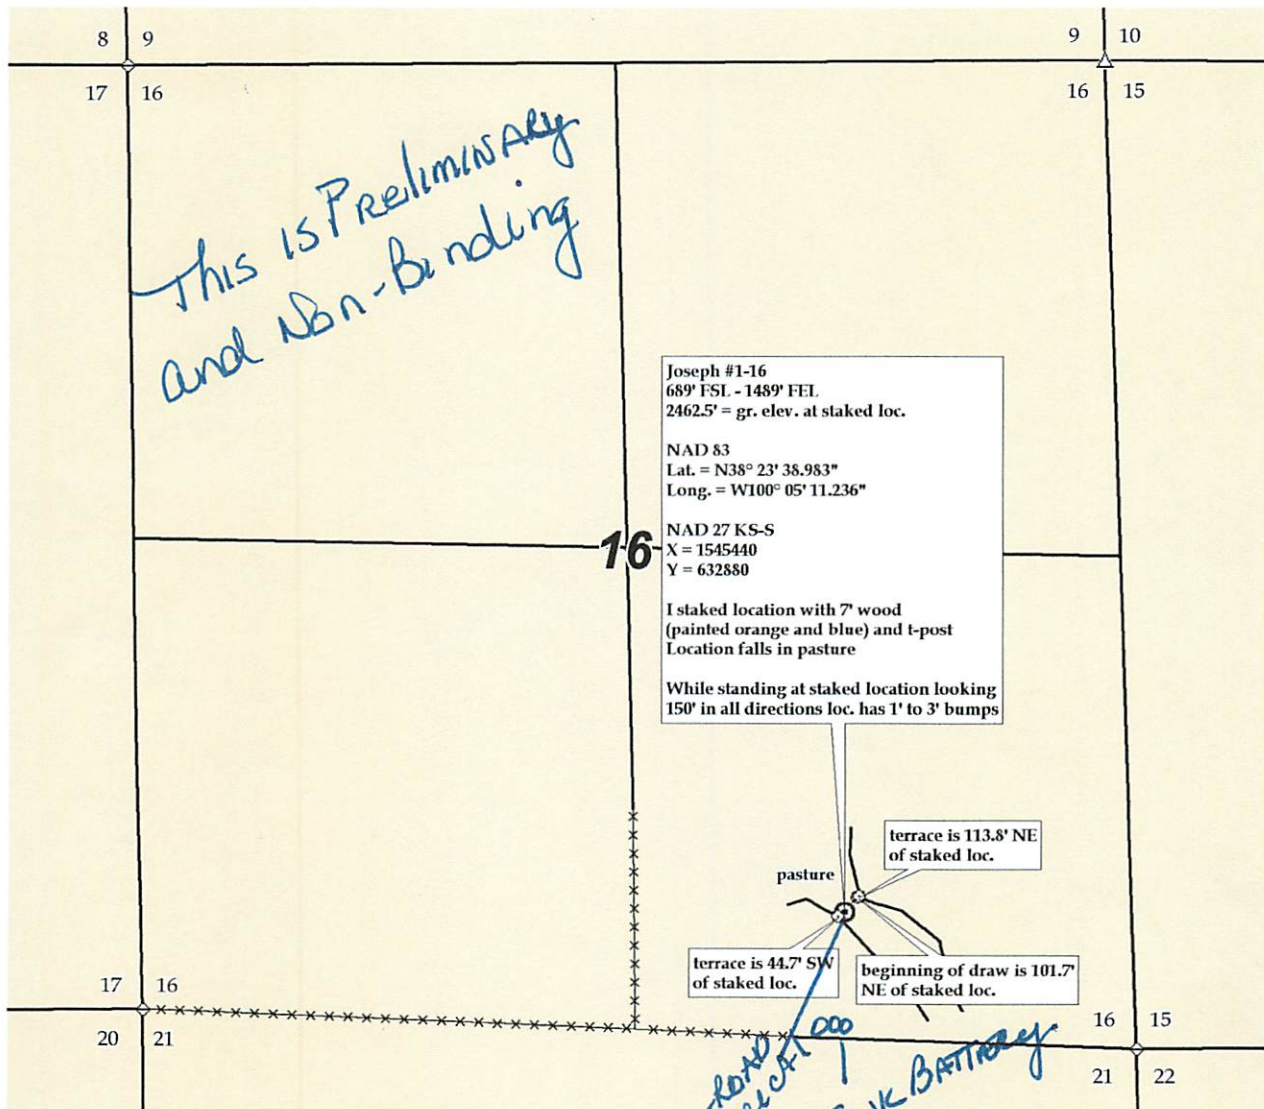 8 9
9 10
17 16
16 15
This is Preliminary
and Non-Binding
Joseph #1-16
689' FSL - 1489' FEL
2462.5' = gr. elev. at staked loc.
NAD 83
Lat. = N38° 23' 38.983"
Long. = W100° 05' 11.236"
NAD 27 KS-S
X = 1545440
Y = 632880
16
I staked location with 7' wood
(painted orange and blue) and t-post
Location falls in pasture
While standing at staked location looking
150' in all directions loc. has 1' to 3' bumps
terrace is 113.8' NE
of staked loc.
pasture
terrace is 44.7' SW
of staked loc.
beginning of draw is 101.7'
NE of staked loc.
17 16
16 15
20 21
21 22
ROAD
Battery